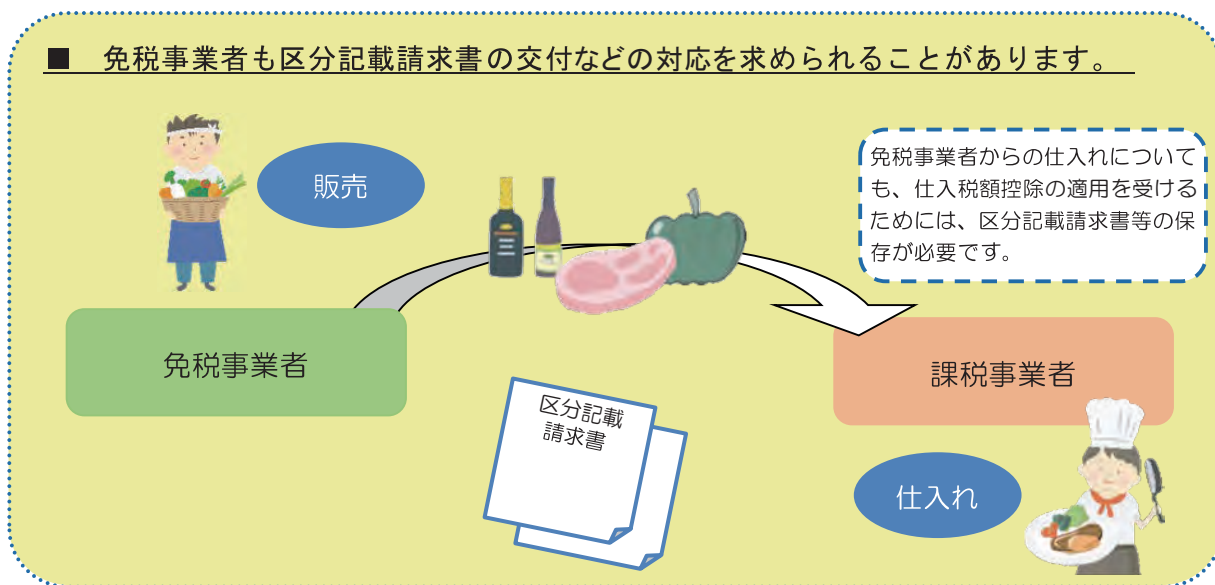 ■ 免税事業者も区分記載請求書の交付などの対応を求められることがあります。
販売
免税事業者からの仕入れについて
も、仕入税額控除の適用を受ける
ためには、区分記載請求書等の保
存が必要です。
免税事業者
課税事業者
区分記載
請求書
仕入れ